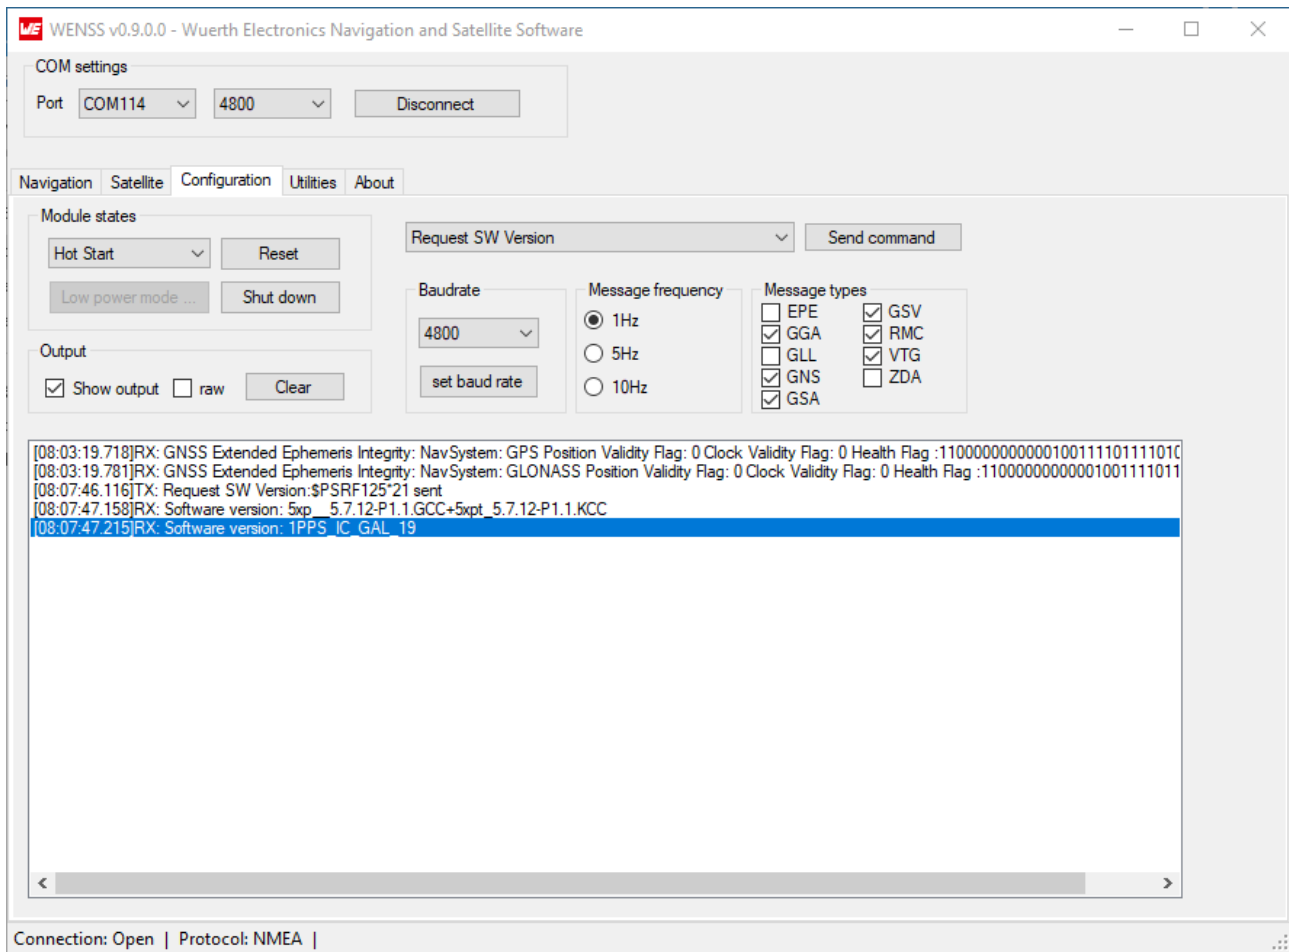 WE WENSS v0.9.0.0 - Wuerth Electronics Navigation and Satellite Software
COM settings
Port COM114 4800 Disconnect
Navigation Satellite Configuration Utilities About
Module states
Hot Start Reset
Low power mode ... Shut down
Output
Show output raw Clear
Request SW Version Send command
Baudrate
4800
set baud rate
Message frequency
1Hz
5Hz
10Hz
Message types
EPE GSV
GGA RMC
GLL VTG
GNS ZDA
GSA
[08:03:19.718]RX: GNSS Extended Ephemeris Integrity: NavSystem: GPS Position Validity Flag: 0 Clock Validity Flag: 0 Health Flag :11000000000001001111011111010
[08:03:19.781]RX: GNSS Extended Ephemeris Integrity: NavSystem: GLONASS Position Validity Flag: 0 Clock Validity Flag: 0 Health Flag :11000000000001001111011
[08:07:46.116]TX: Request SW Version:$PSRF125*21 sent
[08:07:47.158]RX: Software version: 5xp__5.7.12-P1.1.GCC+5xpt_5.7.12-P1.1.KCC
[08:07:47.215]RX: Software version: 1PPS_IC_GAL_19
Connection: Open | Protocol: NMEA |